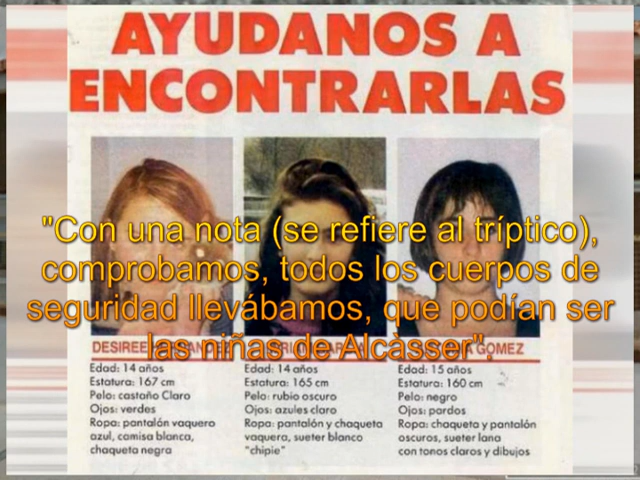 AYUDANOS A
ENCONTRARLAS
"Con una nota (se refiere al tríptico),
comprobamos, todos los cuerpos de
seguridad llevábamos, que podían ser
las niñas de Alcàsser".
DESIREE
GOMEZ
Edad: 14 años
Estatura: 167 cm
Pelo: castaño Claro
Ojos: verdes
Ropa: pantalón vaquero
azul, camisa blanca,
chaqueta negra
Edad: 14 años
Estatura: 165 cm
Pelo: rubio oscuro
Ojos: azules claro
Ropa: pantalón y chaqueta
vaquera, sueter blanco
"chipie"
Edad: 15 años
Estatura: 160 cm
Pelo: negro
Ojos: pardos
Ropa: chaqueta y pantalón
oscuros, sueter lana
con tonos claros y dibujos